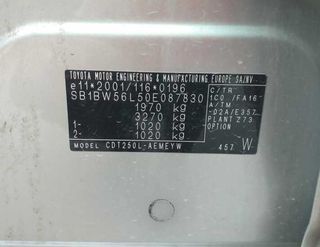 TOYOTA MOTOR ENGINEERING & MANUFACTURING EUROPE SA/NV
e11*2001/116*0196
SB1BW56L50E087830
1970 kg
3270 kg
1- 1020 kg
2- 1020 kg
MODEL CDT250L-AEMEYW
C/TR
1C0 /FA16
A/TM
-02A/E357
PLANT Z73
OPTION
457 W